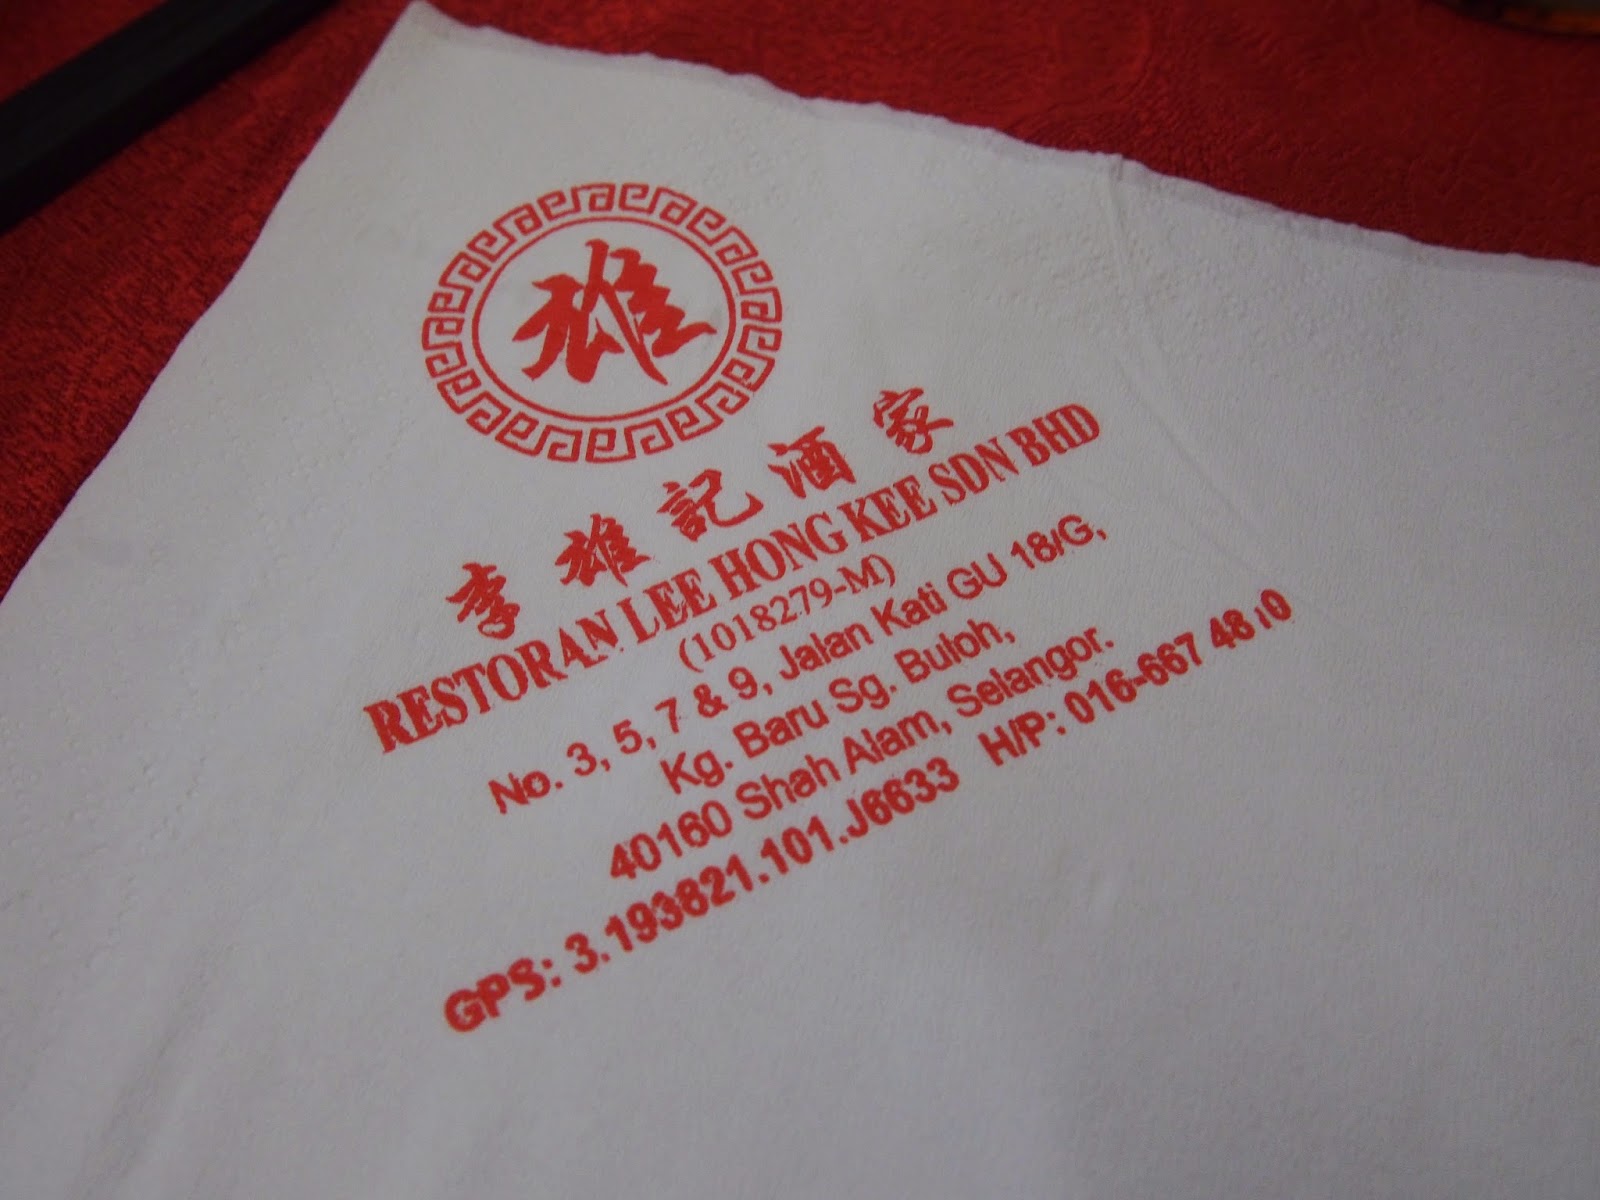 雄
李雄記酒家
RESTORAN LEE HONG KEE SDN BHD
(1018279-M)
No. 3, 5, 7 & 9, Jalan Kati GU 18/G,
Kg. Baru Sg. Buloh,
40160 Shah Alam, Selangor.
GPS: 3.193821.101.J6633 H/P: 016-667 4810